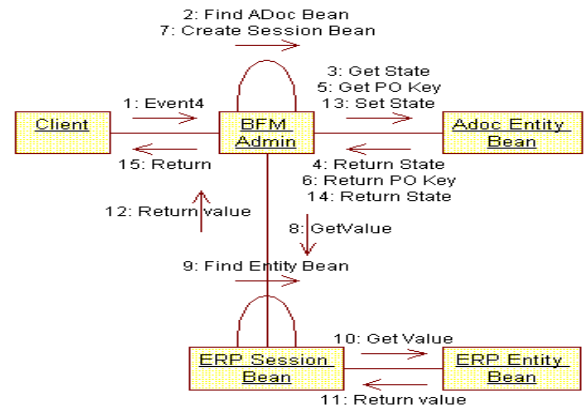 2: Find ADoc Bean
7: Create Session Bean
3: Get State
5: Get PO Key
13: Set State
1: Event4
Client
BFM
Admin
Adoc Entity
Bean
15: Return
4: Return State
6: Return PO Key
14: Return State
12: Return value
8: GetValue
9: Find Entity Bean
10: Get Value
ERP Session
Bean
ERP Entity
Bean
11: Return value